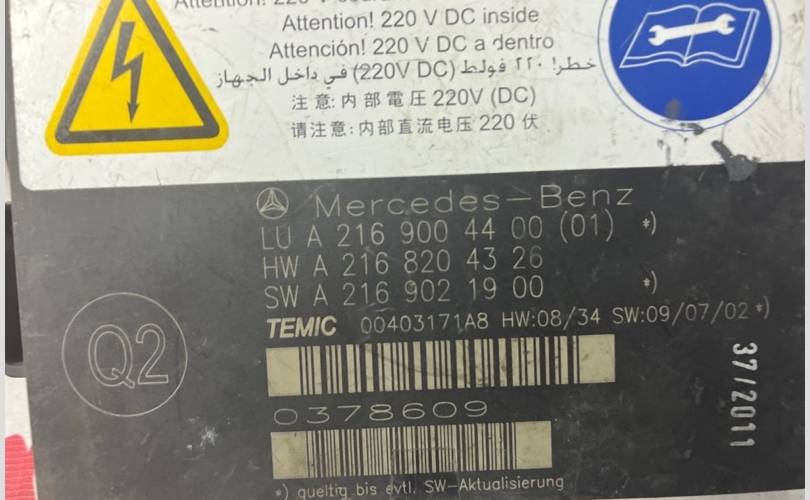 Attention! 220 V
Attention! 220 V DC inside
Atención! 220 V DC a dentro
خطر! ٢٢٠ فولط (220V DC) في داخل الجهاز
注意: 内部電圧 220V (DC)
请注意: 内部直流电压 220 伏
Mercedes-Benz
LU A 216 900 44 00 (01) *)
HW A 216 820 43 26
SW A 216 902 19 00 *)
TEMIC 00403171A8 HW:08/34 SW:09/07/02 *)
Q2
0378609
37/2011
*) gueltig bis evtl. SW-Aktualisierung